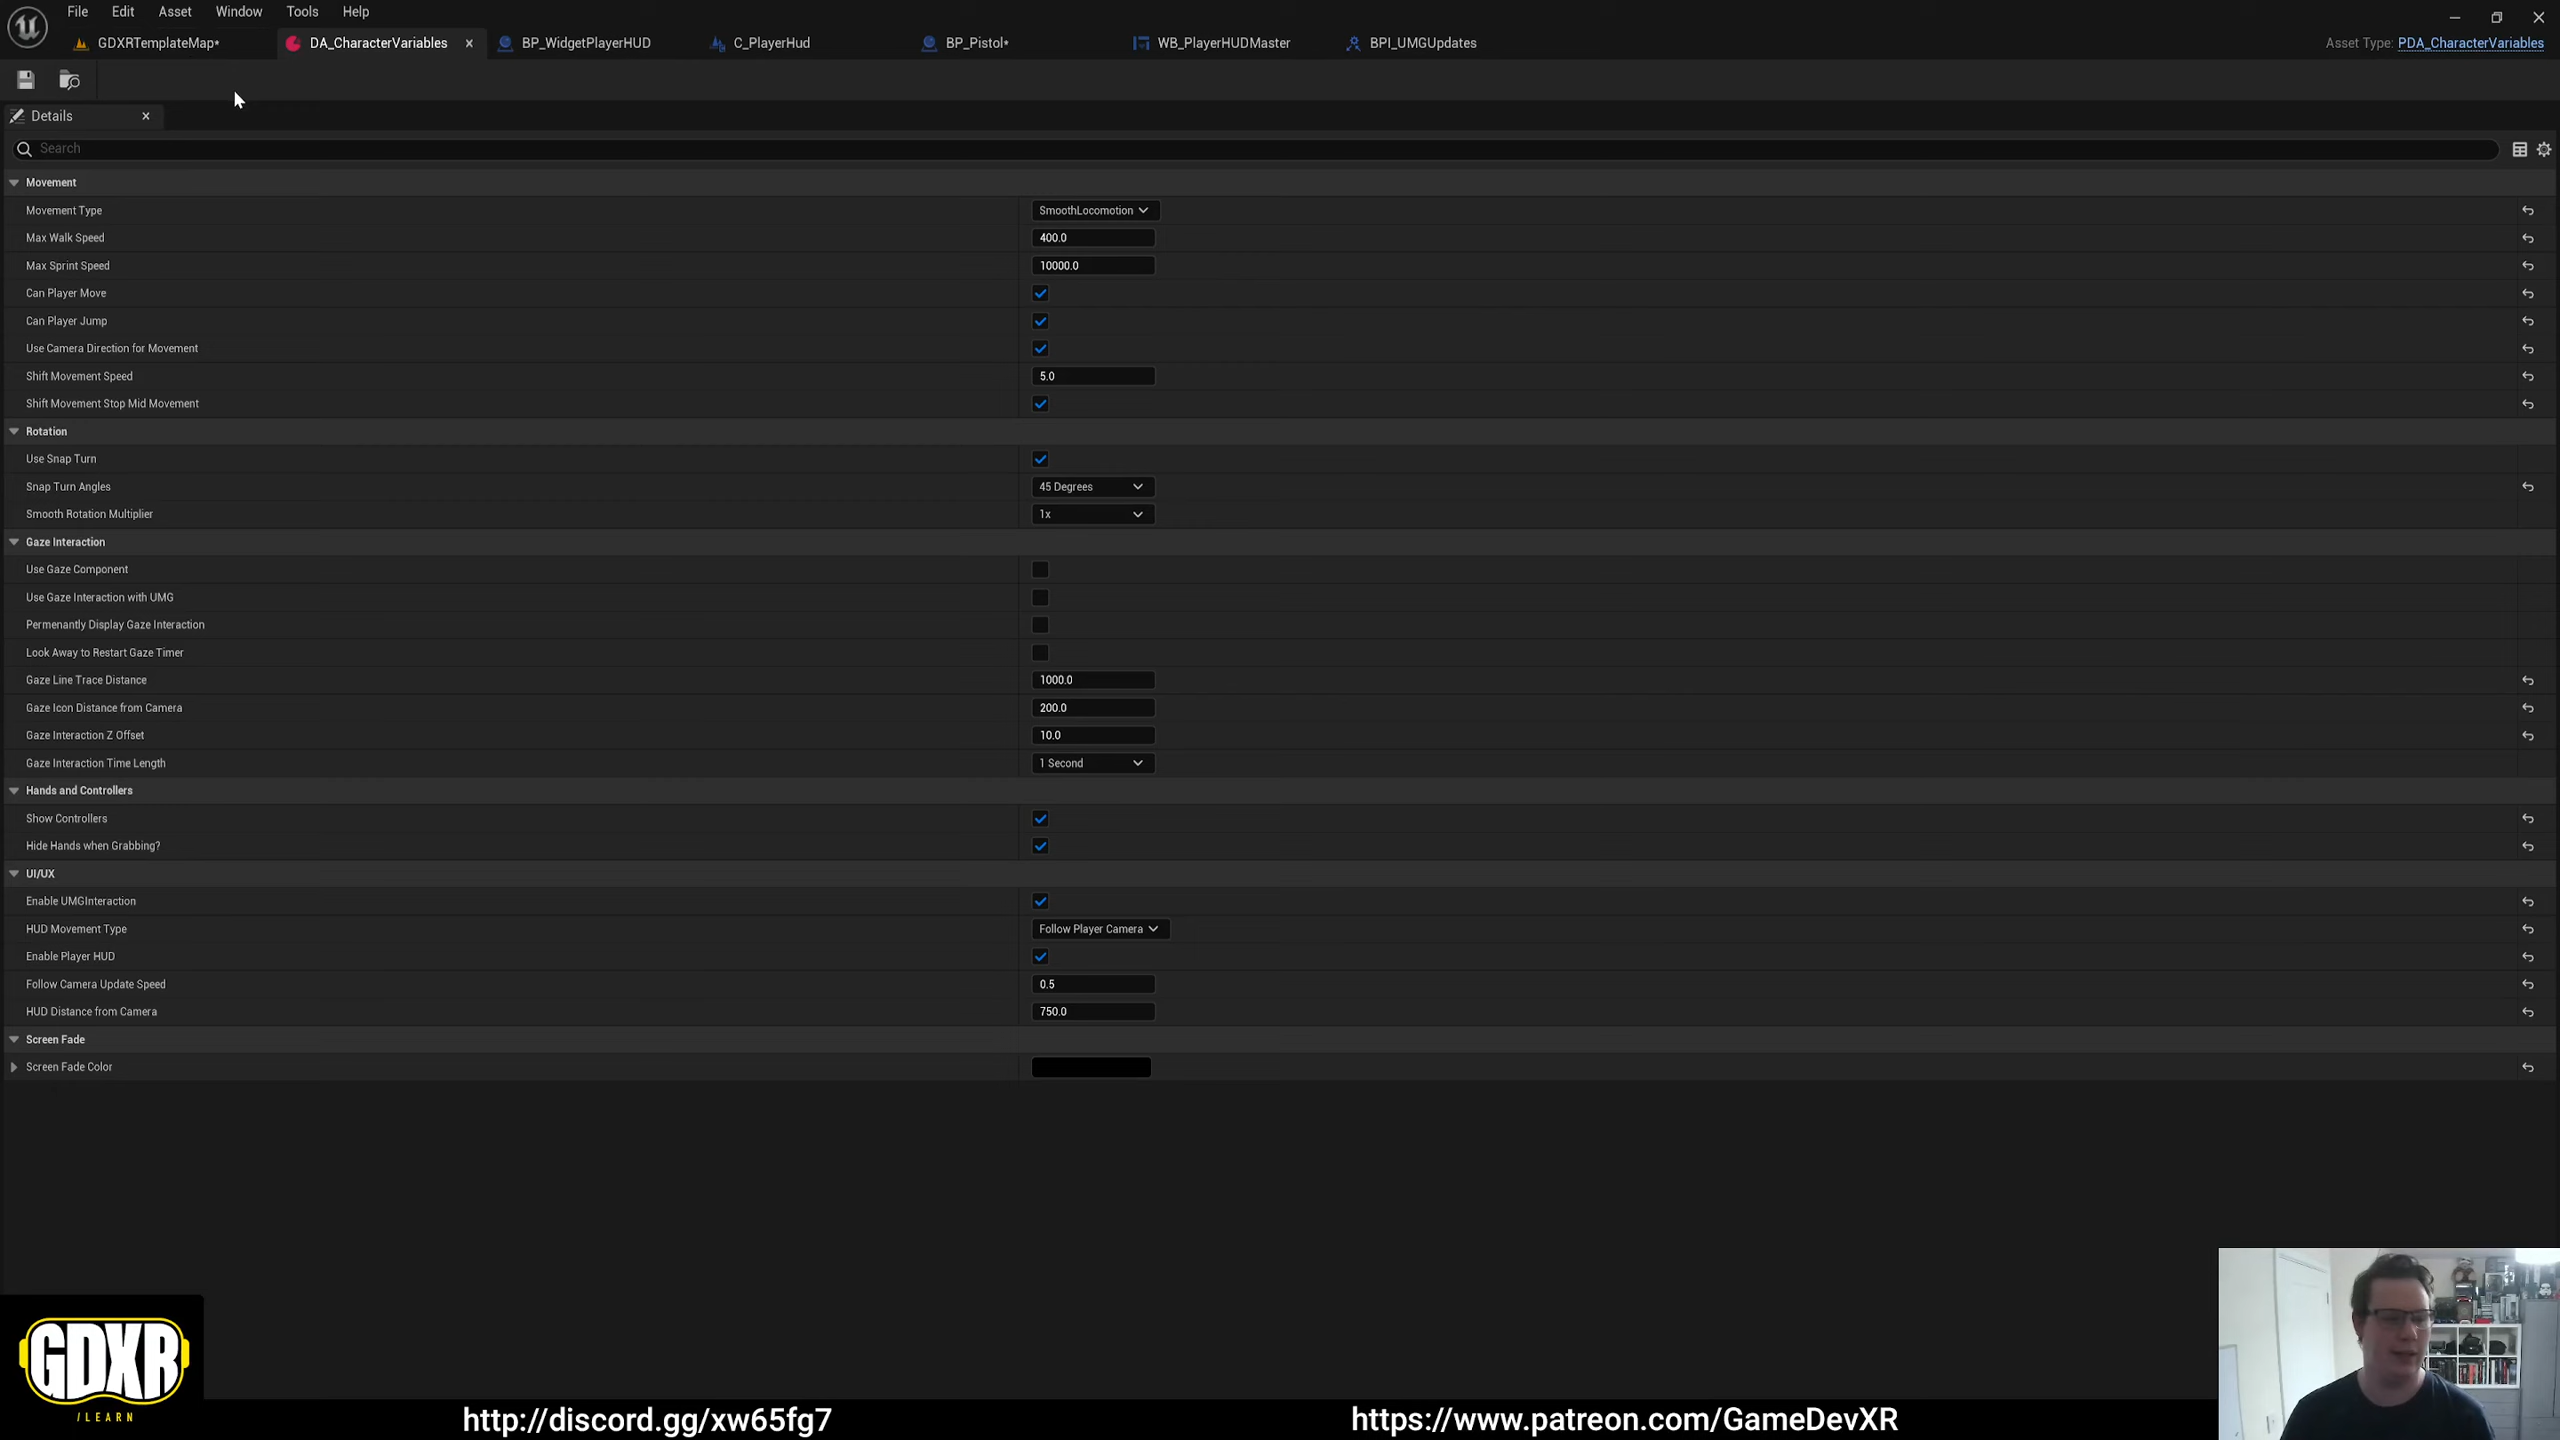 File Edit Asset Window Tools Help
GDXRTemplateMap* DA_CharacterVariables BP_WidgetPlayerHUD C_PlayerHud BP_Pistol* WB_PlayerHUDMaster BPI_UMGUpdates Asset Type: PDA_CharacterVariables
Details
Search
Movement
Movement Type SmoothLocomotion
Max Walk Speed 400.0
Max Sprint Speed 10000.0
Can Player Move
Can Player Jump
Use Camera Direction for Movement
Shift Movement Speed 5.0
Shift Movement Stop Mid Movement
Rotation
Use Snap Turn
Snap Turn Angles 45 Degrees
Smooth Rotation Multiplier 1x
Gaze Interaction
Use Gaze Component
Use Gaze Interaction with UMG
Permenantly Display Gaze Interaction
Look Away to Restart Gaze Timer
Gaze Line Trace Distance 1000.0
Gaze Icon Distance from Camera 200.0
Gaze Interaction Z Offset 10.0
Gaze Interaction Time Length 1 Second
Hands and Controllers
Show Controllers
Hide Hands when Grabbing?
UI/UX
Enable UMGInteraction
HUD Movement Type Follow Player Camera
Enable Player HUD
Follow Camera Update Speed 0.5
HUD Distance from Camera 750.0
Screen Fade
Screen Fade Color
GDXR
/LEARN
http://discord.gg/xw65fg7 https://www.patreon.com/GameDevXR